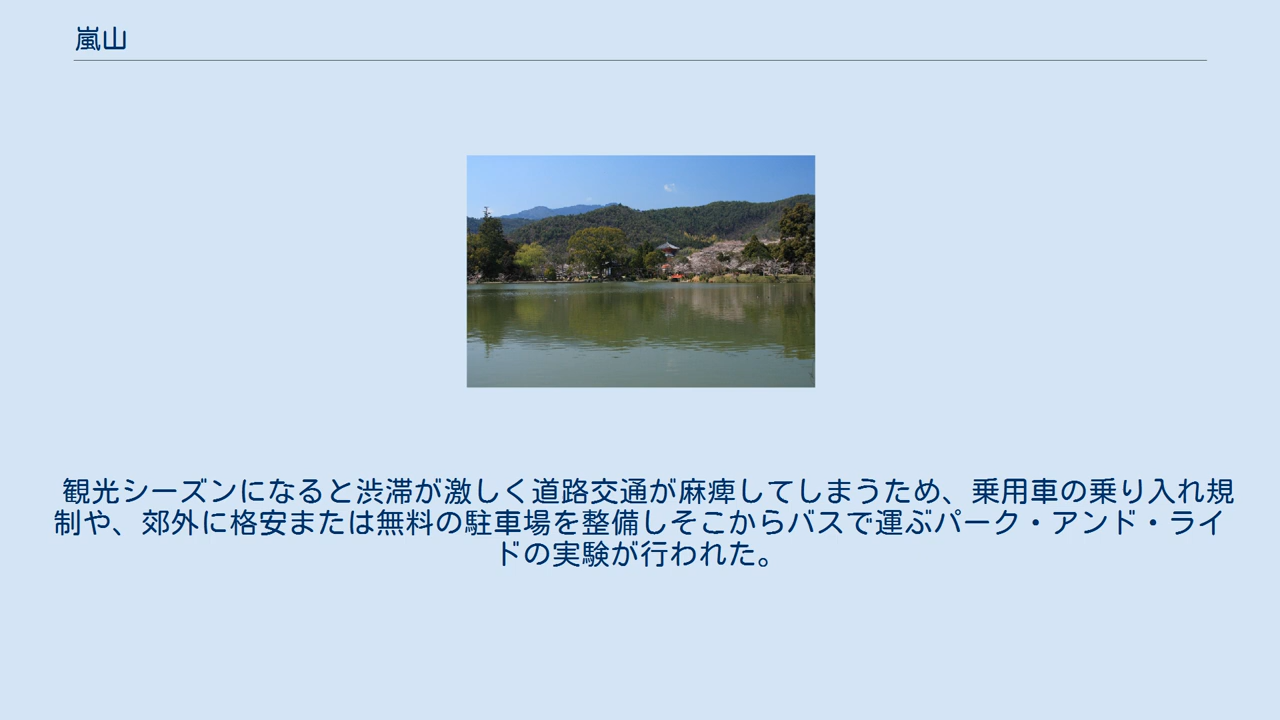 嵐山
観光シーズンになると渋滞が激しく道路交通が麻痺してしまうため、乗用車の乗り入れ規
制や、郊外に格安または無料の駐車場を整備しそこからバスで運ぶパーク・アンド・ライ
ドの実験が行われた。